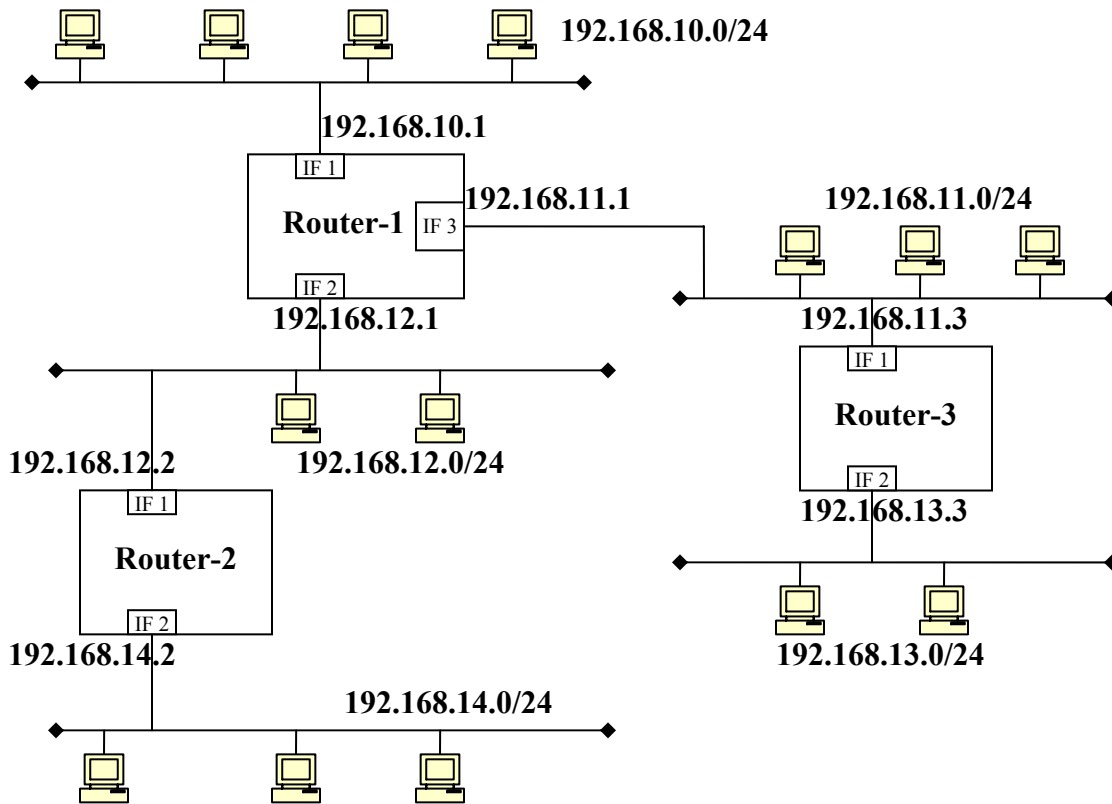 192.168.10.0/24
192.168.10.1
IF 1
Router-1
IF 3
192.168.11.1
192.168.11.0/24
IF 2
192.168.12.1
192.168.11.3
IF 1
Router-3
192.168.12.0/24
192.168.12.2
IF 2
192.168.13.3
IF 1
Router-2
IF 2
192.168.14.2
192.168.13.0/24
192.168.14.0/24